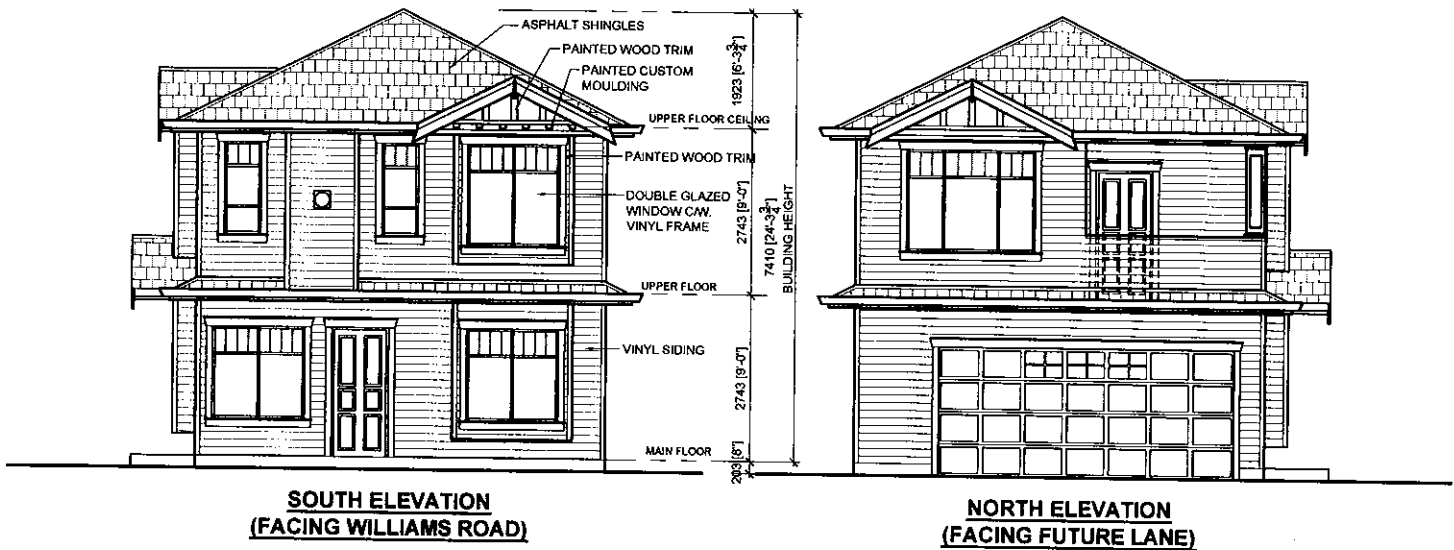 ASPHALT SHINGLES
PAINTED WOOD TRIM
PAINTED CUSTOM
MOULDING
1923 [6'-3¾"]
UPPER FLOOR CEILING
PAINTED WOOD TRIM
DOUBLE GLAZED
WINDOW C/W.
VINYL FRAME
2743 [9'-0"]
7410 [24'-3¾"]
BUILDING HEIGHT
UPPER FLOOR
VINYL SIDING
2743 [9'-0"]
MAIN FLOOR
203 [8"]
SOUTH ELEVATION
(FACING WILLIAMS ROAD)
NORTH ELEVATION
(FACING FUTURE LANE)